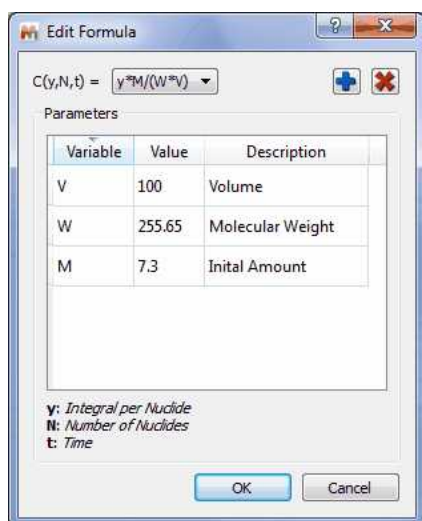 Edit Formula
C(y,N,t) = y*M/(W*V)
Parameters
Variable Value Description
V 100 Volume
W 255.65 Molecular Weight
M 7.3 Inital Amount
y: Integral per Nuclide
N: Number of Nuclides
t: Time
OK Cancel